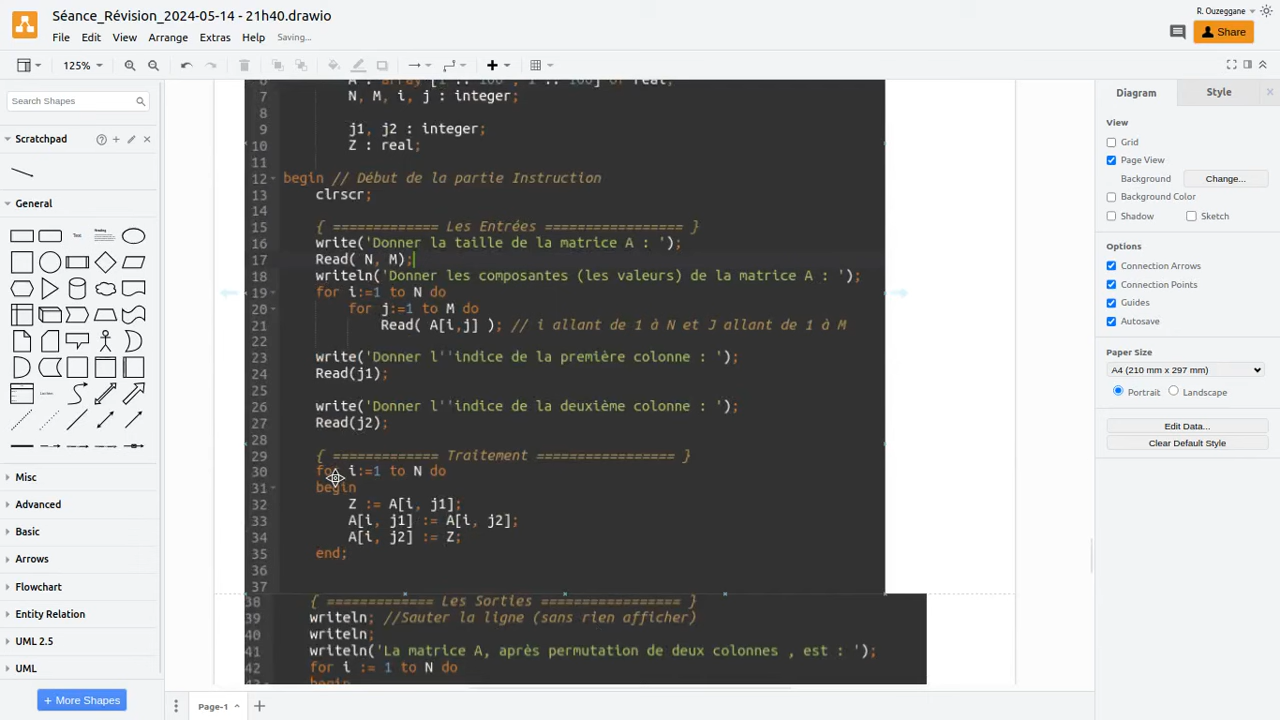 Séance_Révision_2024-05-14 - 21h40.drawio
R. Ouzeggane
File Edit View Arrange Extras Help Saving...
Share
125%
Search Shapes
Scratchpad
General
Text
Heading
Misc
Advanced
Basic
Arrows
Flowchart
Entity Relation
UML 2.5
UML
+ More Shapes
7 N, M, i, j : integer;
8
9 j1, j2 : integer;
10 Z : real;
11
12 begin // Début de la partie Instruction
13 clrscr;
14
15 { ============= Les Entrées ================= }
16 write('Donner la taille de la matrice A : ');
17 Read( N, M);
18 writeln('Donner les composantes (les valeurs) de la matrice A : ');
19 for i:=1 to N do
20 for j:=1 to M do
21 Read( A[i,j] ); // i allant de 1 à N et J allant de 1 à M
22
23 write('Donner l''indice de la première colonne : ');
24 Read(j1);
25
26 write('Donner l''indice de la deuxième colonne : ');
27 Read(j2);
28
29 { ============= Traitement ================= }
30 for i:=1 to N do
31 begin
32 Z := A[i, j1];
33 A[i, j1] := A[i, j2];
34 A[i, j2] := Z;
35 end;
36
37
38 { ============= Les Sorties ================= }
39 writeln; //Sauter la ligne (sans rien afficher)
40 writeln;
41 writeln('La matrice A, après permutation de deux colonnes , est : ');
42 for i := 1 to N do
Page-1
Diagram Style
View
Grid
Page View
Background Change...
Background Color
Shadow Sketch
Options
Connection Arrows
Connection Points
Guides
Autosave
Paper Size
A4 (210 mm x 297 mm)
Portrait Landscape
Edit Data...
Clear Default Style